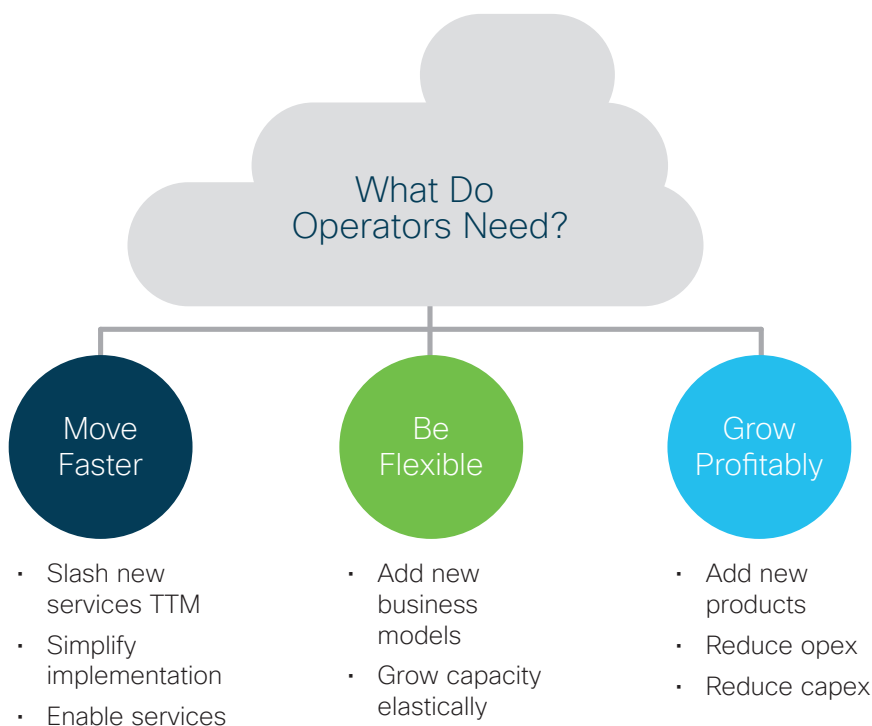 What Do
Operators Need?
Move
Faster
Be
Flexible
Grow
Profitably
· Slash new
services TTM
· Simplify
implementation
· Enable services
· Add new
business
models
· Grow capacity
elastically
· Add new
products
· Reduce opex
· Reduce capex